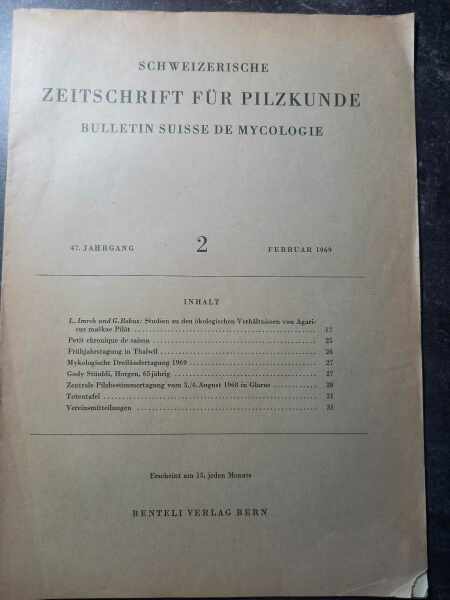 SCHWEIZERISCHE
ZEITSCHRIFT FÜR PILZKUNDE
BULLETIN SUISSE DE MYCOLOGIE
47. JAHRGANG 2 FEBRUAR 1969
INHALT
L. Imreh und G. Bohus: Studien zu den ökologischen Verhältnissen von Agari-
cus maskae Pilát 17
Petit chronique de saison 25
Frühjahrstagung in Thalwil 26
Mykologische Dreiländertagung 1969 27
Gody Stäubli, Horgen, 65jährig 27
Zentrale Pilzbestimmertagung vom 3./4. August 1968 in Glarus 28
Totentafel 31
Vereinsmitteilungen 31
Erscheint am 15. jeden Monats
BENTELI VERLAG BERN